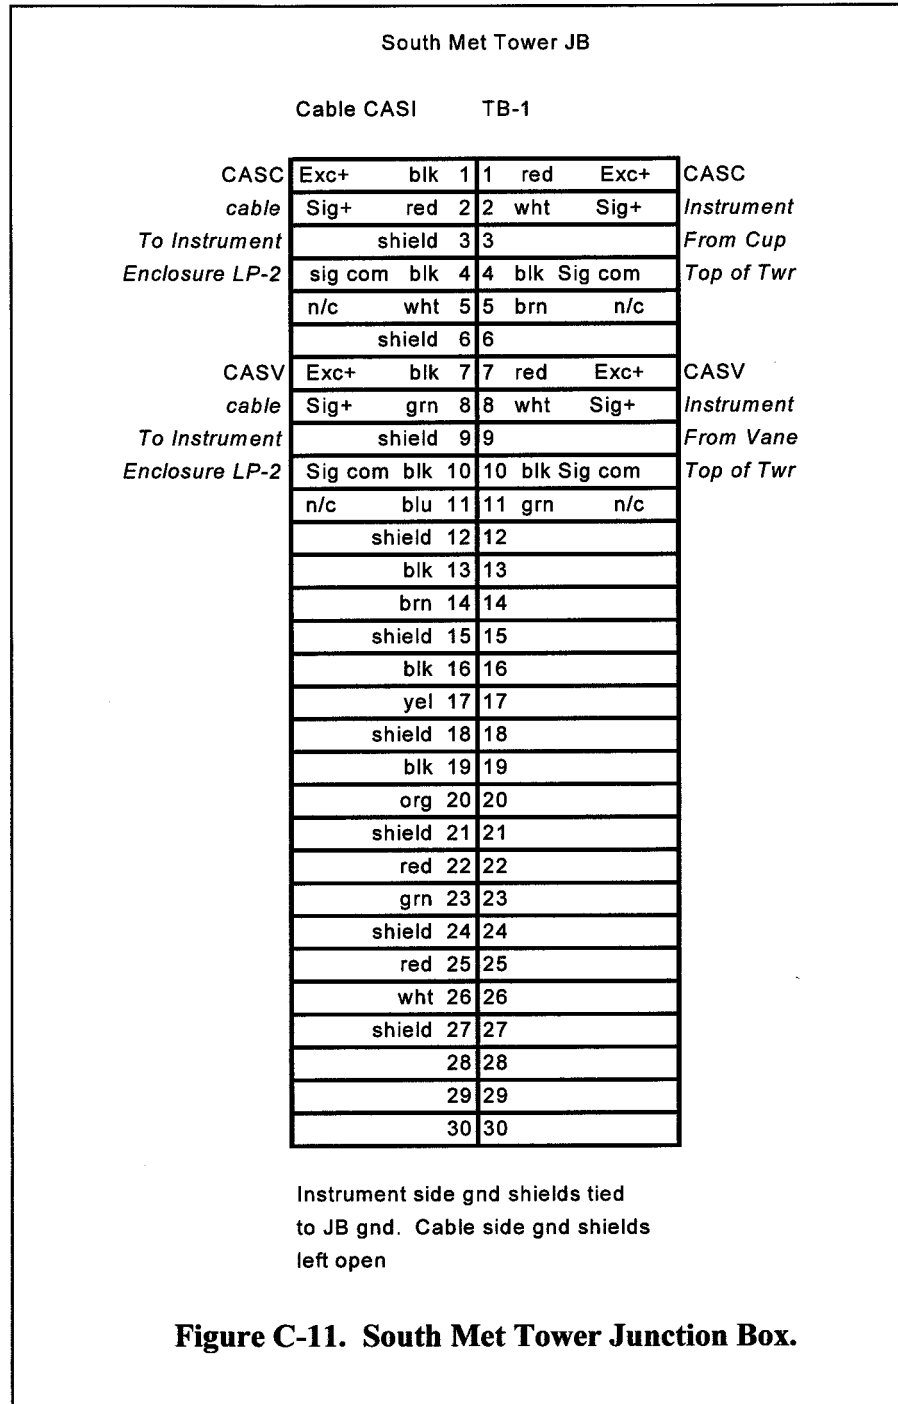 South Met Tower JB
Cable CASI TB-1
CASC Exc+ blk 1 1 red Exc+ CASC
cable Sig+ red 2 2 wht Sig+ Instrument
To Instrument shield 3 3 From Cup
Enclosure LP-2 sig com blk 4 4 blk Sig com Top of Twr
n/c wht 5 5 brn n/c
shield 6 6
CASV Exc+ blk 7 7 red Exc+ CASV
cable Sig+ grn 8 8 wht Sig+ Instrument
To Instrument shield 9 9 From Vane
Enclosure LP-2 Sig com blk 10 10 blk Sig com Top of Twr
n/c blu 11 11 grn n/c
shield 12 12
blk 13 13
brn 14 14
shield 15 15
blk 16 16
yel 17 17
shield 18 18
blk 19 19
org 20 20
shield 21 21
red 22 22
grn 23 23
shield 24 24
red 25 25
wht 26 26
shield 27 27
28 28
29 29
30 30
Instrument side gnd shields tied
to JB gnd. Cable side gnd shields
left open
Figure C-11. South Met Tower Junction Box.